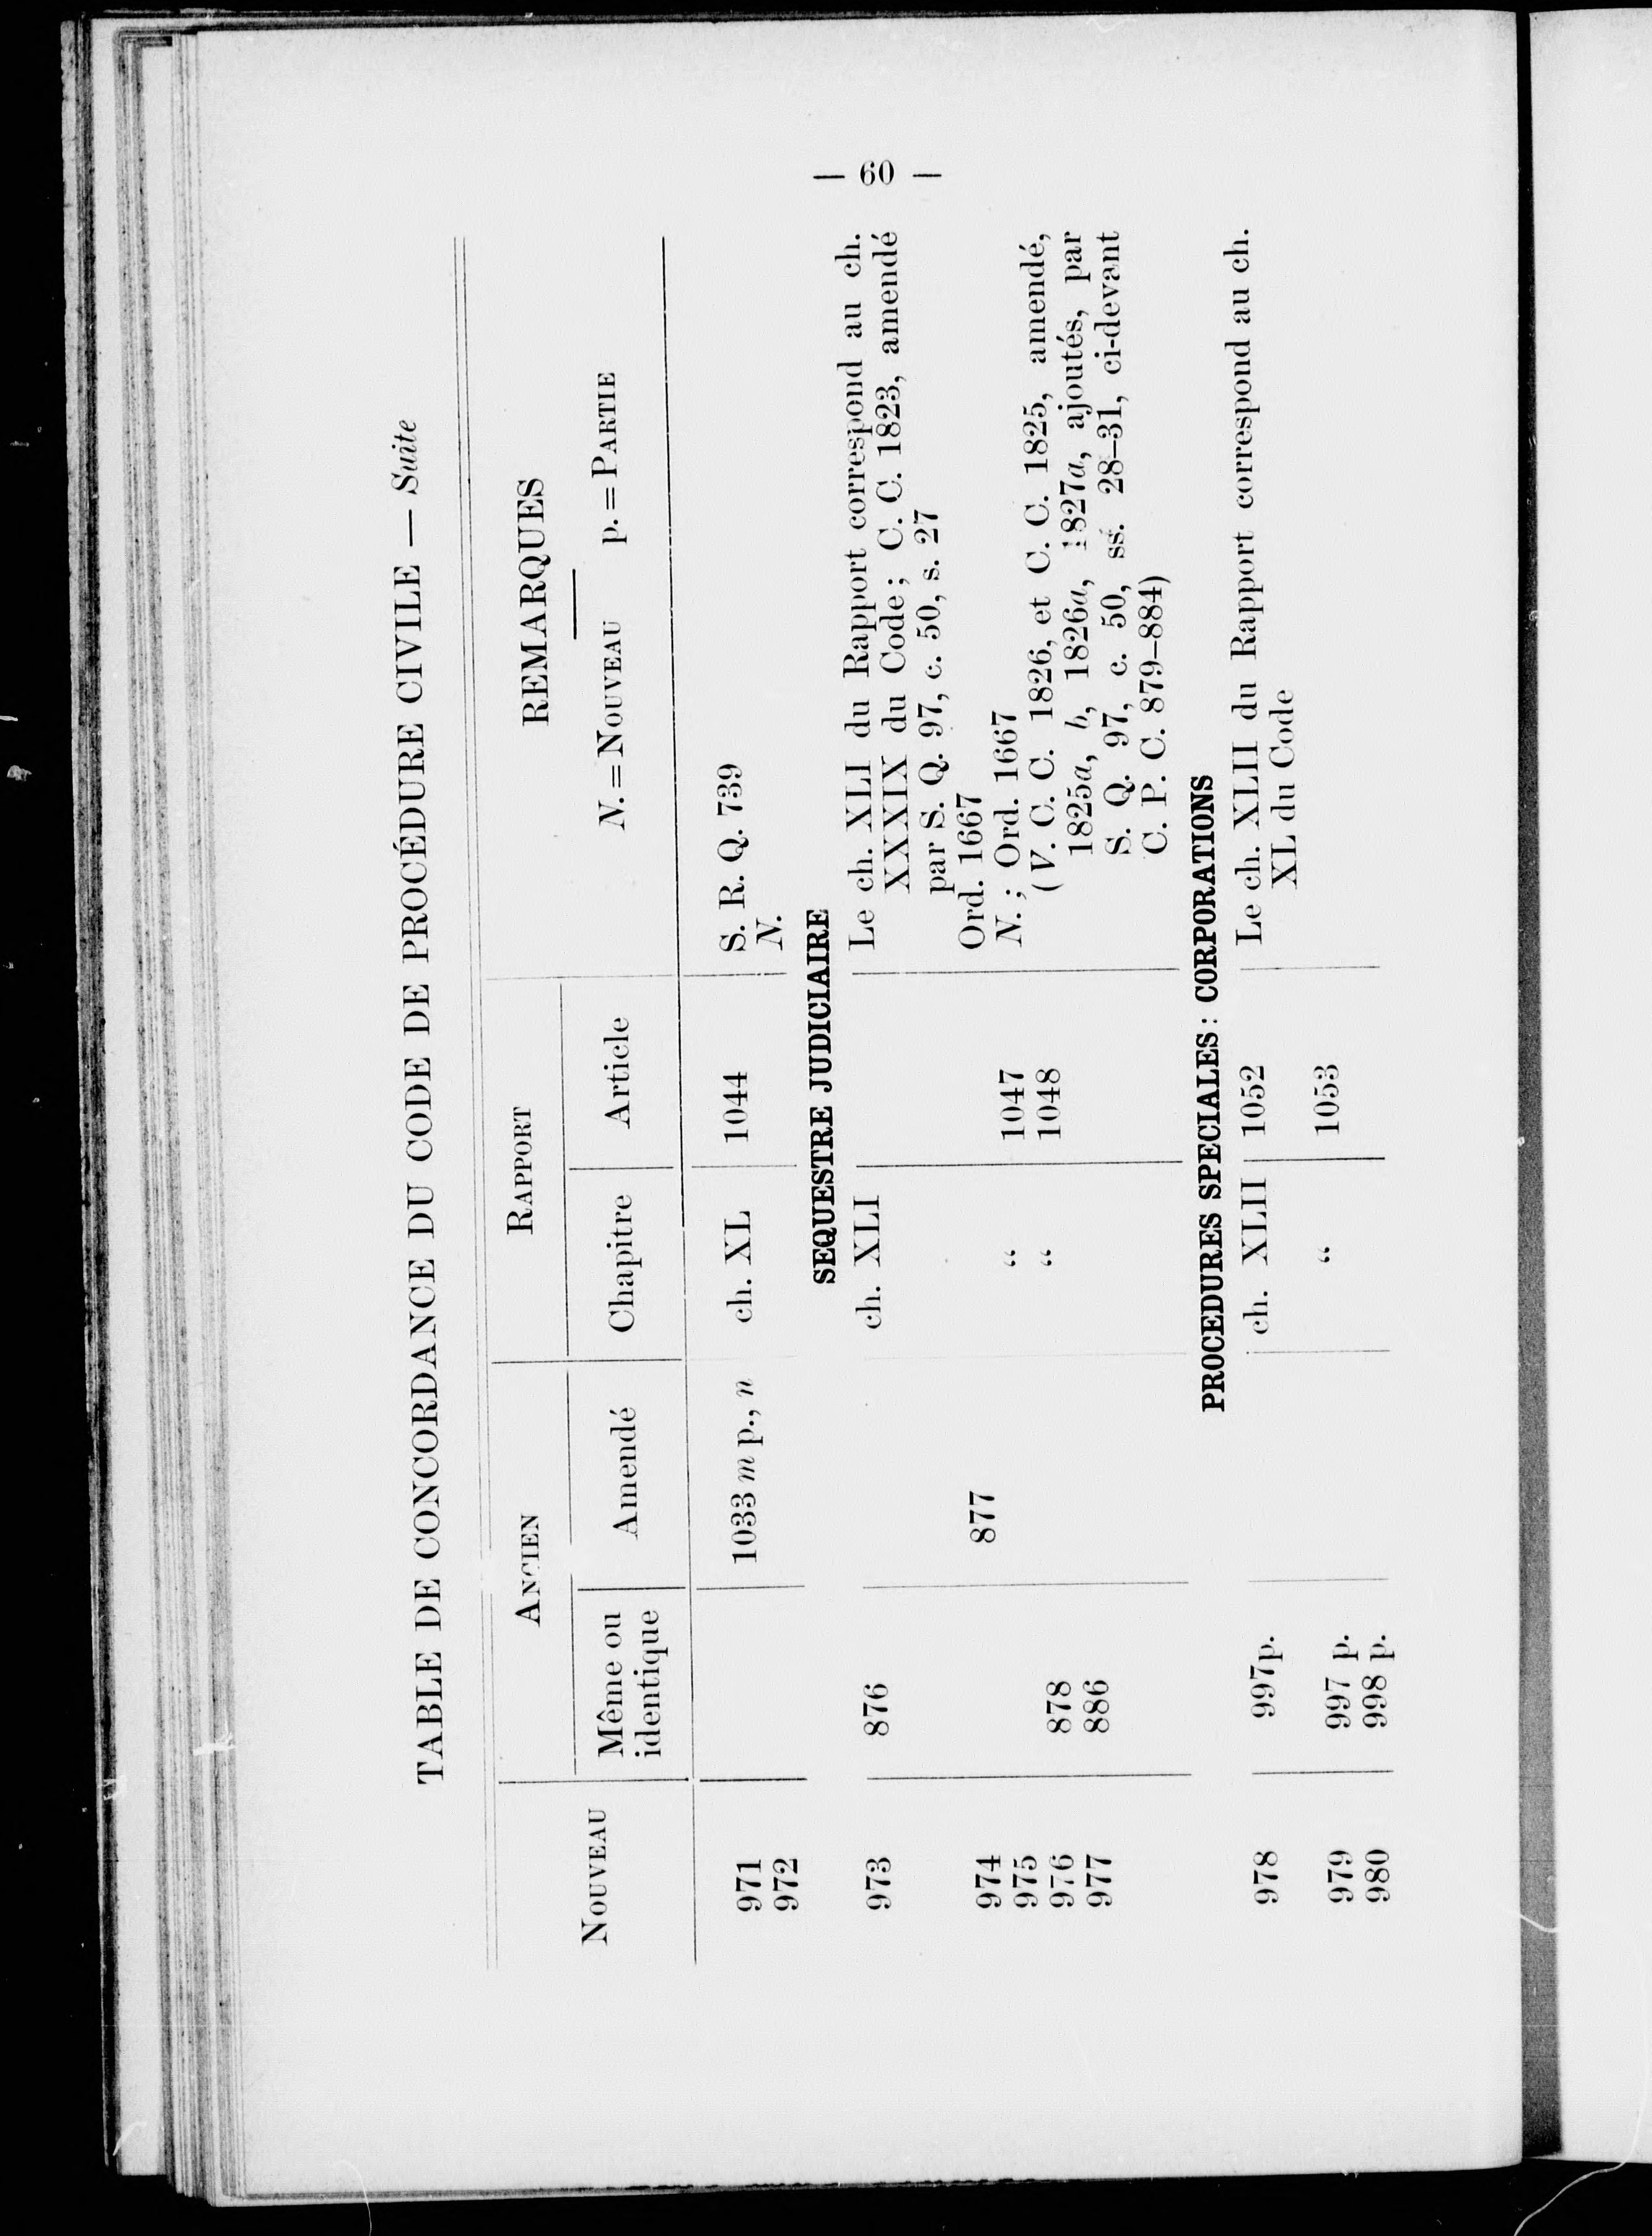 — 60 —
TABLE DE CONCORDANCE DU CODE DE PROCÉDURE CIVILE — Suite
ANCIEN RAPPORT REMARQUES
NOUVEAU Même ou identique Amendé Chapitre Article N. = NOUVEAU p. = PARTIE
971 1033 m p., n ch. XL 1044 S. R. Q. 739
972 N.
SEQUESTRE JUDICIAIRE
973 876 ch. XLI Le ch. XLI du Rapport correspond au ch.
XXXIX du Code ; C. C. 1823, amendé
par S. Q. 97, c. 50, s. 27
974 877 Ord. 1667
975 “ 1047 N. ; Ord. 1667
976 878 “ 1048 (V. C. C. 1826, et C. C. 1825, amendé,
977 886 1825a, b, 1826a, 1827a, ajoutés, par
S. Q. 97, c. 50, ss. 28–31, ci-devant
C. P. C. 879–884)
PROCEDURES SPECIALES : CORPORATIONS
978 997p. ch. XLII 1052 Le ch. XLII du Rapport correspond au ch.
XL du Code
979 997 p. “ 1053
980 998 p.